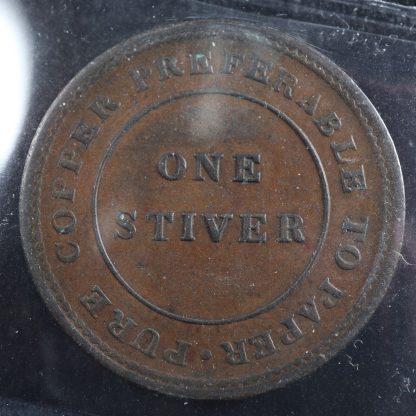 PURE COPPER PREFERABLE TO PAPER •
ONE
STIVER